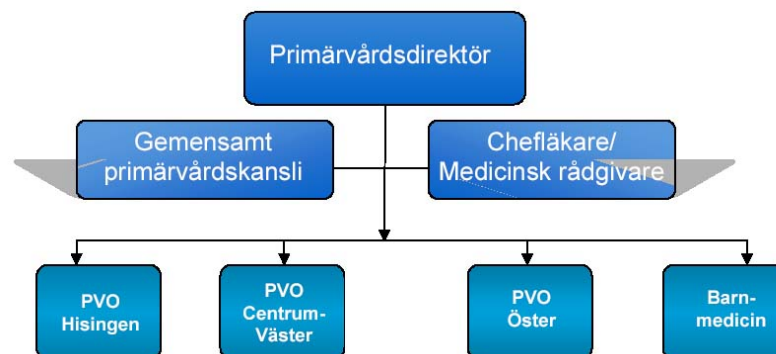 Primärvårdsdirektör
Gemensamt
primärvårdskansli
Chefläkare/
Medicinsk rådgivare
PVO
Hisingen
PVO
Centrum-
Väster
PVO
Öster
Barn-
medicin